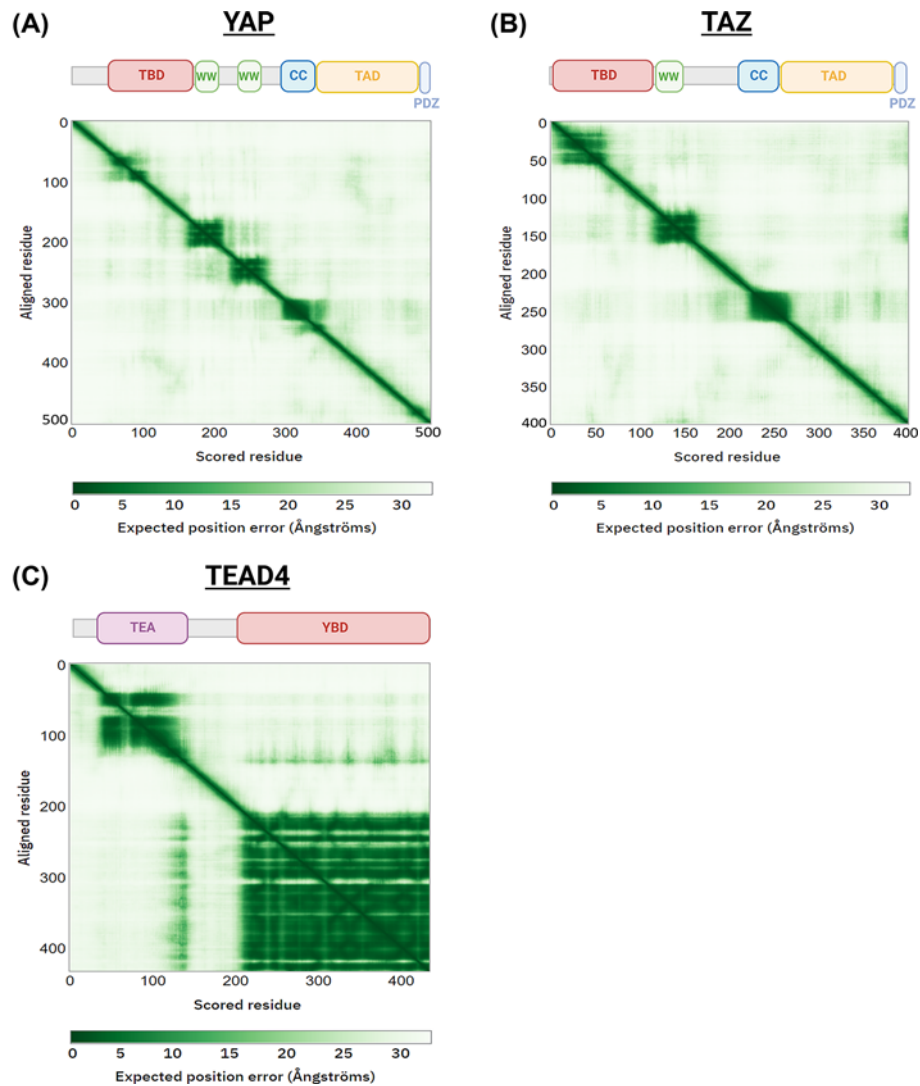 (A) YAP
TBD WW WW CC TAD
PDZ
0
100
200
300
400
500
Aligned residue
0 100 200 300 400 500
Scored residue
0 5 10 15 20 25 30
Expected position error (Ångströms)
(B) TAZ
TBD WW CC TAD
PDZ
0
50
100
150
200
250
300
350
400
Aligned residue
0 50 100 150 200 250 300 350 400
Scored residue
0 5 10 15 20 25 30
Expected position error (Ångströms)
(C) TEAD4
TEA YBD
0
100
200
300
400
Aligned residue
0 100 200 300 400
Scored residue
0 5 10 15 20 25 30
Expected position error (Ångströms)